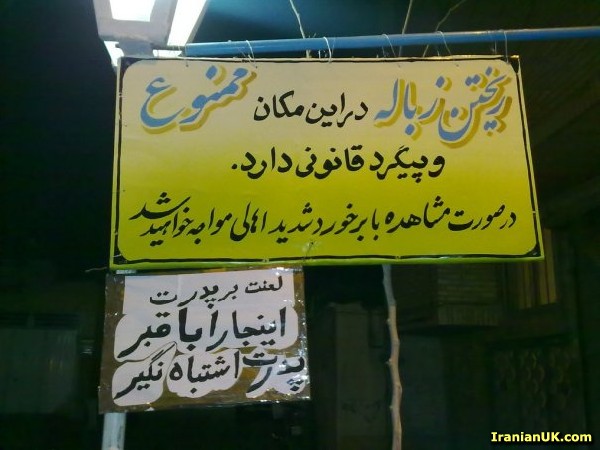 ریختن زباله در این مکان ممنوع
و پیگرد قانونی دارد.
در صورت مشاهده با برخورد شدید اهالی مواجه خواهید شد
لعنت بر پدرت
اینجا را با قبر
پدرت اشتباه نگیر
IranianUK.com